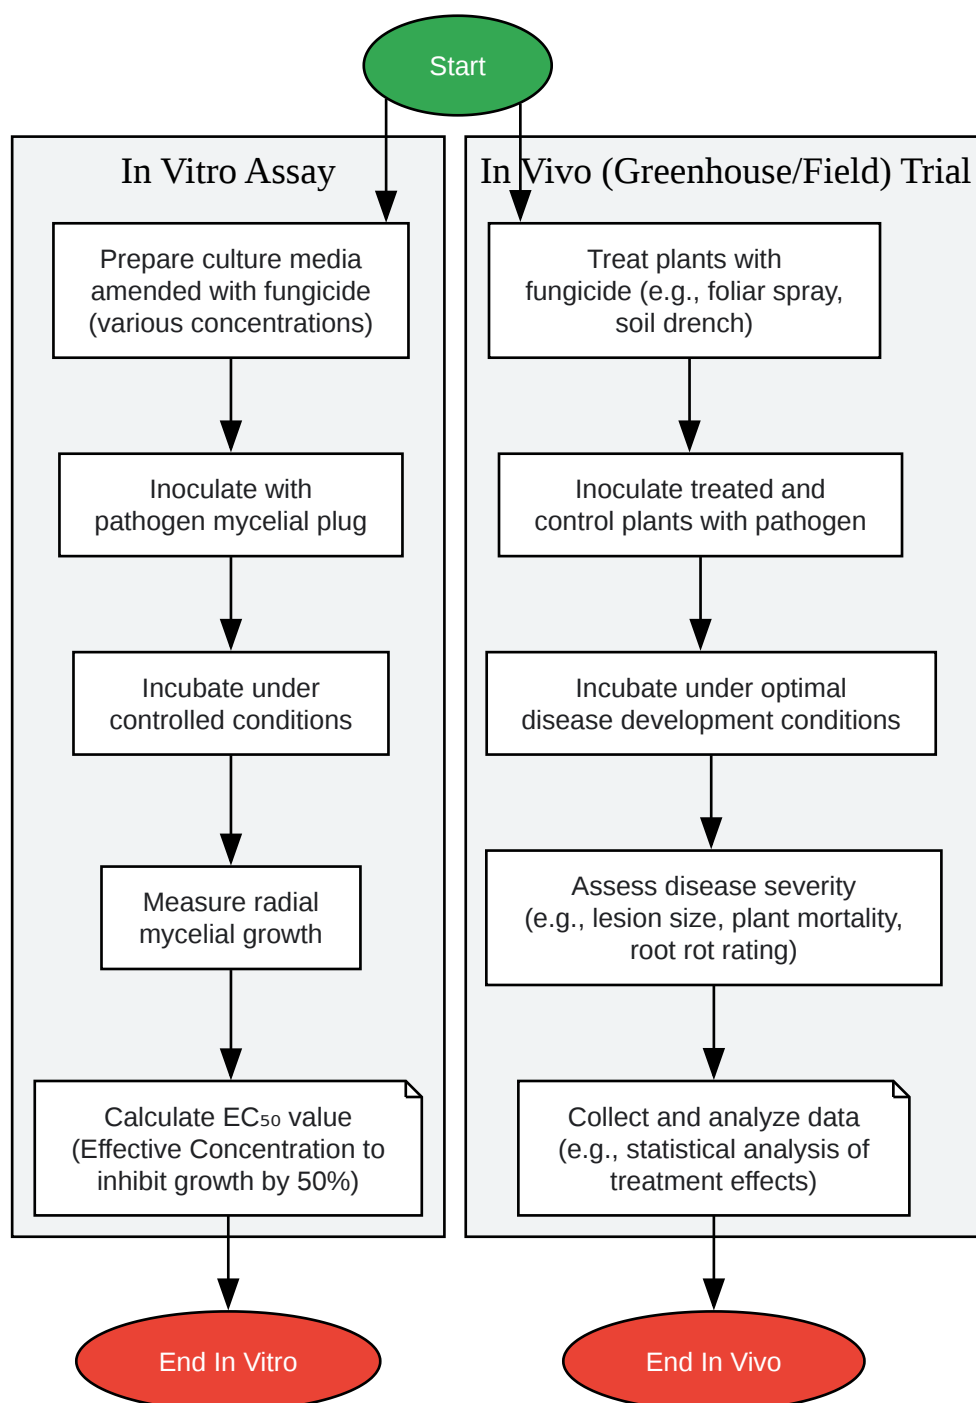 Start
In Vitro Assay
Prepare culture media
amended with fungicide
(various concentrations)
Inoculate with
pathogen mycelial plug
Incubate under
controlled conditions
Measure radial
mycelial growth
Calculate EC₅₀ value
(Effective Concentration to
inhibit growth by 50%)
End In Vitro
In Vivo (Greenhouse/Field) Trial
Treat plants with
fungicide (e.g., foliar spray,
soil drench)
Inoculate treated and
control plants with pathogen
Incubate under optimal
disease development conditions
Assess disease severity
(e.g., lesion size, plant mortality,
root rot rating)
Collect and analyze data
(e.g., statistical analysis of
treatment effects)
End In Vivo